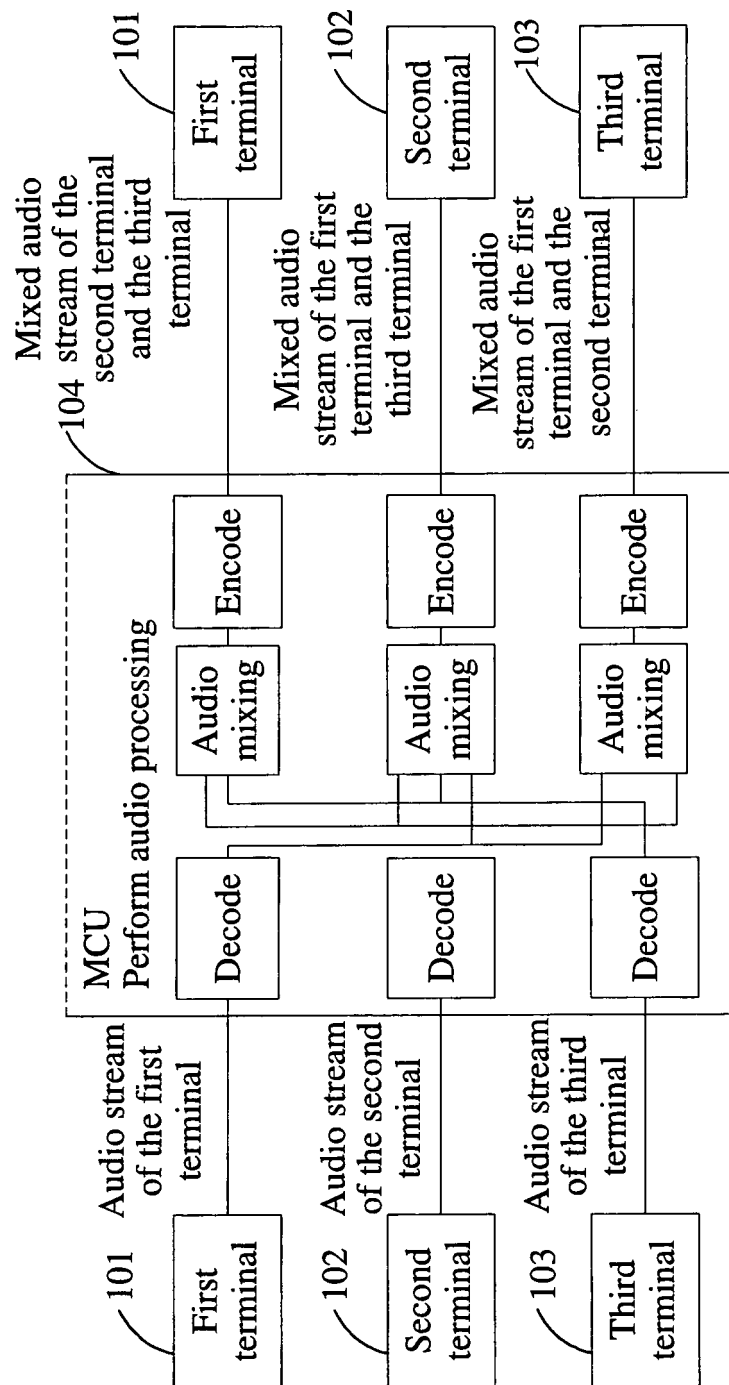 101
First
terminal
Audio stream
of the first
terminal
102
Second
terminal
Audio stream
of the second
terminal
103
Third
terminal
Audio stream
of the third
terminal
MCU
Perform audio processing
Decode
Audio
mixing
Encode
Decode
Audio
mixing
Encode
Decode
Audio
mixing
Encode
104
Mixed audio
stream of the
second terminal
and the third
terminal
101
First
terminal
Mixed audio
stream of the first
terminal and the
third terminal
102
Second
terminal
Mixed audio
stream of the first
terminal and the
second terminal
103
Third
terminal